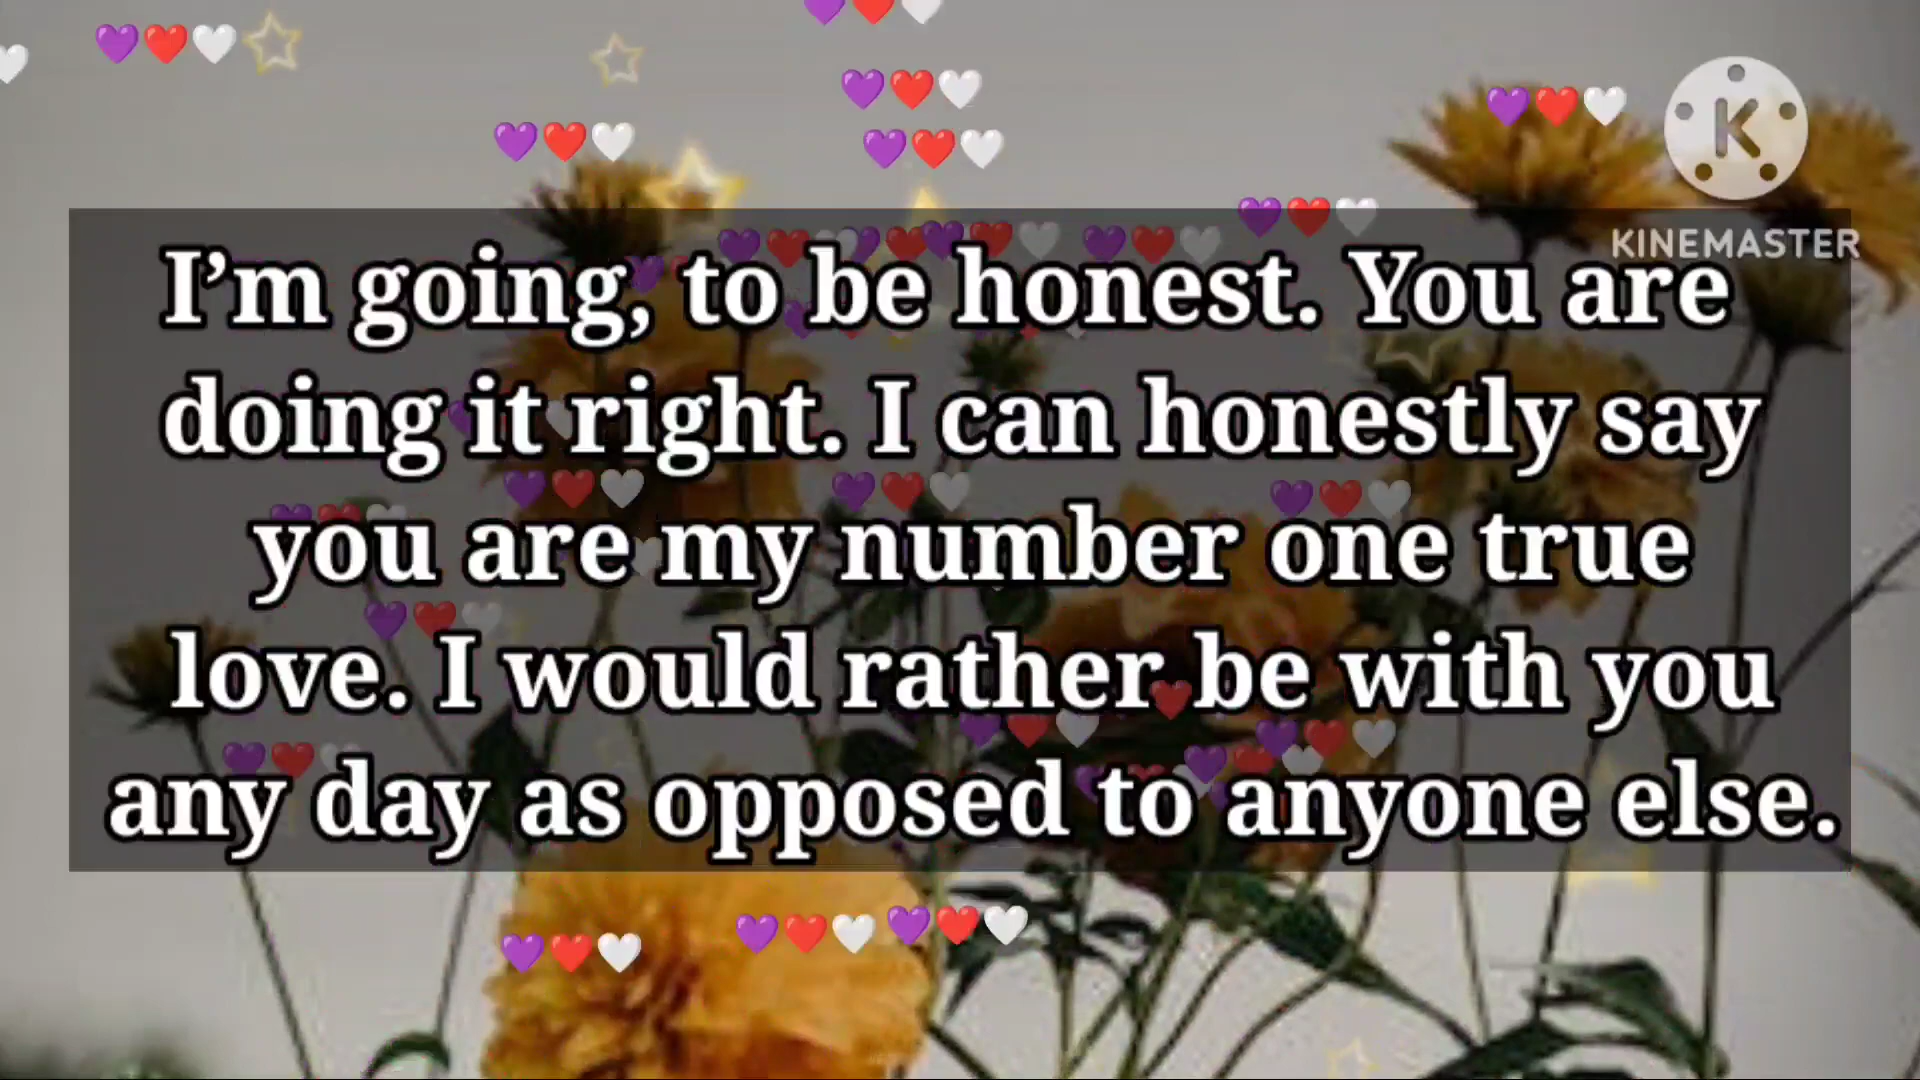 KINEMASTER
I’m going, to be honest. You are
doing it right. I can honestly say
you are my number one true
love. I would rather be with you
any day as opposed to anyone else.